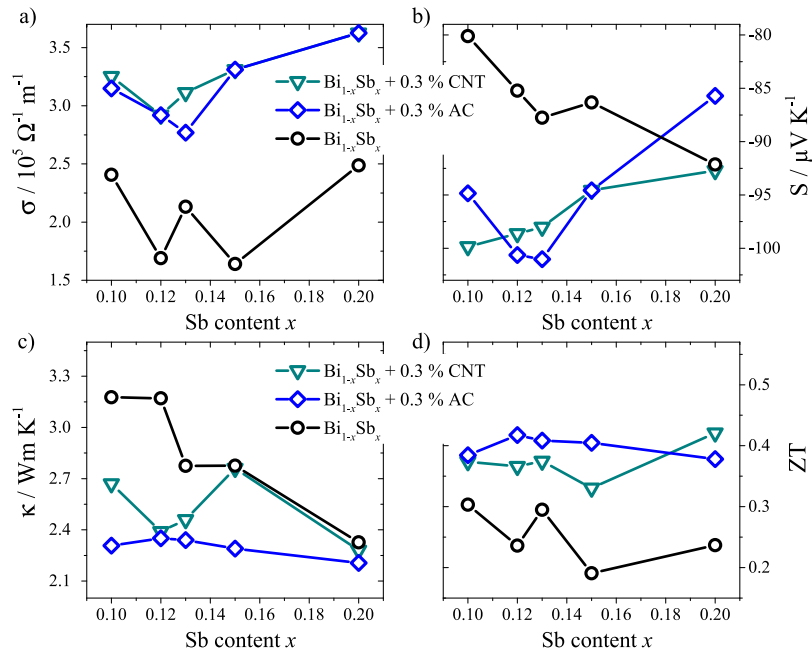 a)
3.5
3.0
2.5
2.0
1.5
σ / 10⁵ Ω⁻¹ m⁻¹
Bi₁₋ₓSbₓ + 0.3 % CNT
Bi₁₋ₓSbₓ + 0.3 % AC
Bi₁₋ₓSbₓ
0.10 0.12 0.14 0.16 0.18 0.20
Sb content x
b)
-80
-85
-90
-95
-100
S / µV K⁻¹
0.10 0.12 0.14 0.16 0.18 0.20
Sb content x
c)
3.3
3.0
2.7
2.4
2.1
κ / Wm K⁻¹
Bi₁₋ₓSbₓ + 0.3 % CNT
Bi₁₋ₓSbₓ + 0.3 % AC
Bi₁₋ₓSbₓ
0.10 0.12 0.14 0.16 0.18 0.20
Sb content x
d)
0.5
0.4
0.3
0.2
ZT
0.10 0.12 0.14 0.16 0.18 0.20
Sb content x